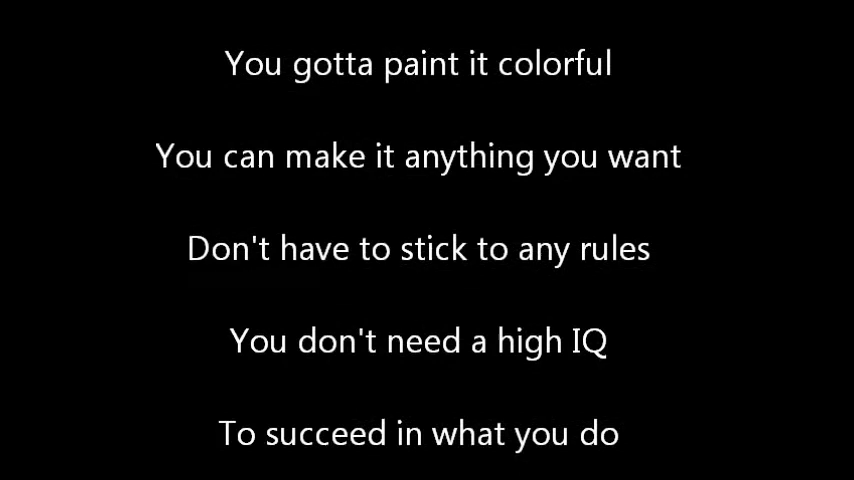 You gotta paint it colorful
You can make it anything you want
Don't have to stick to any rules
You don't need a high IQ
To succeed in what you do